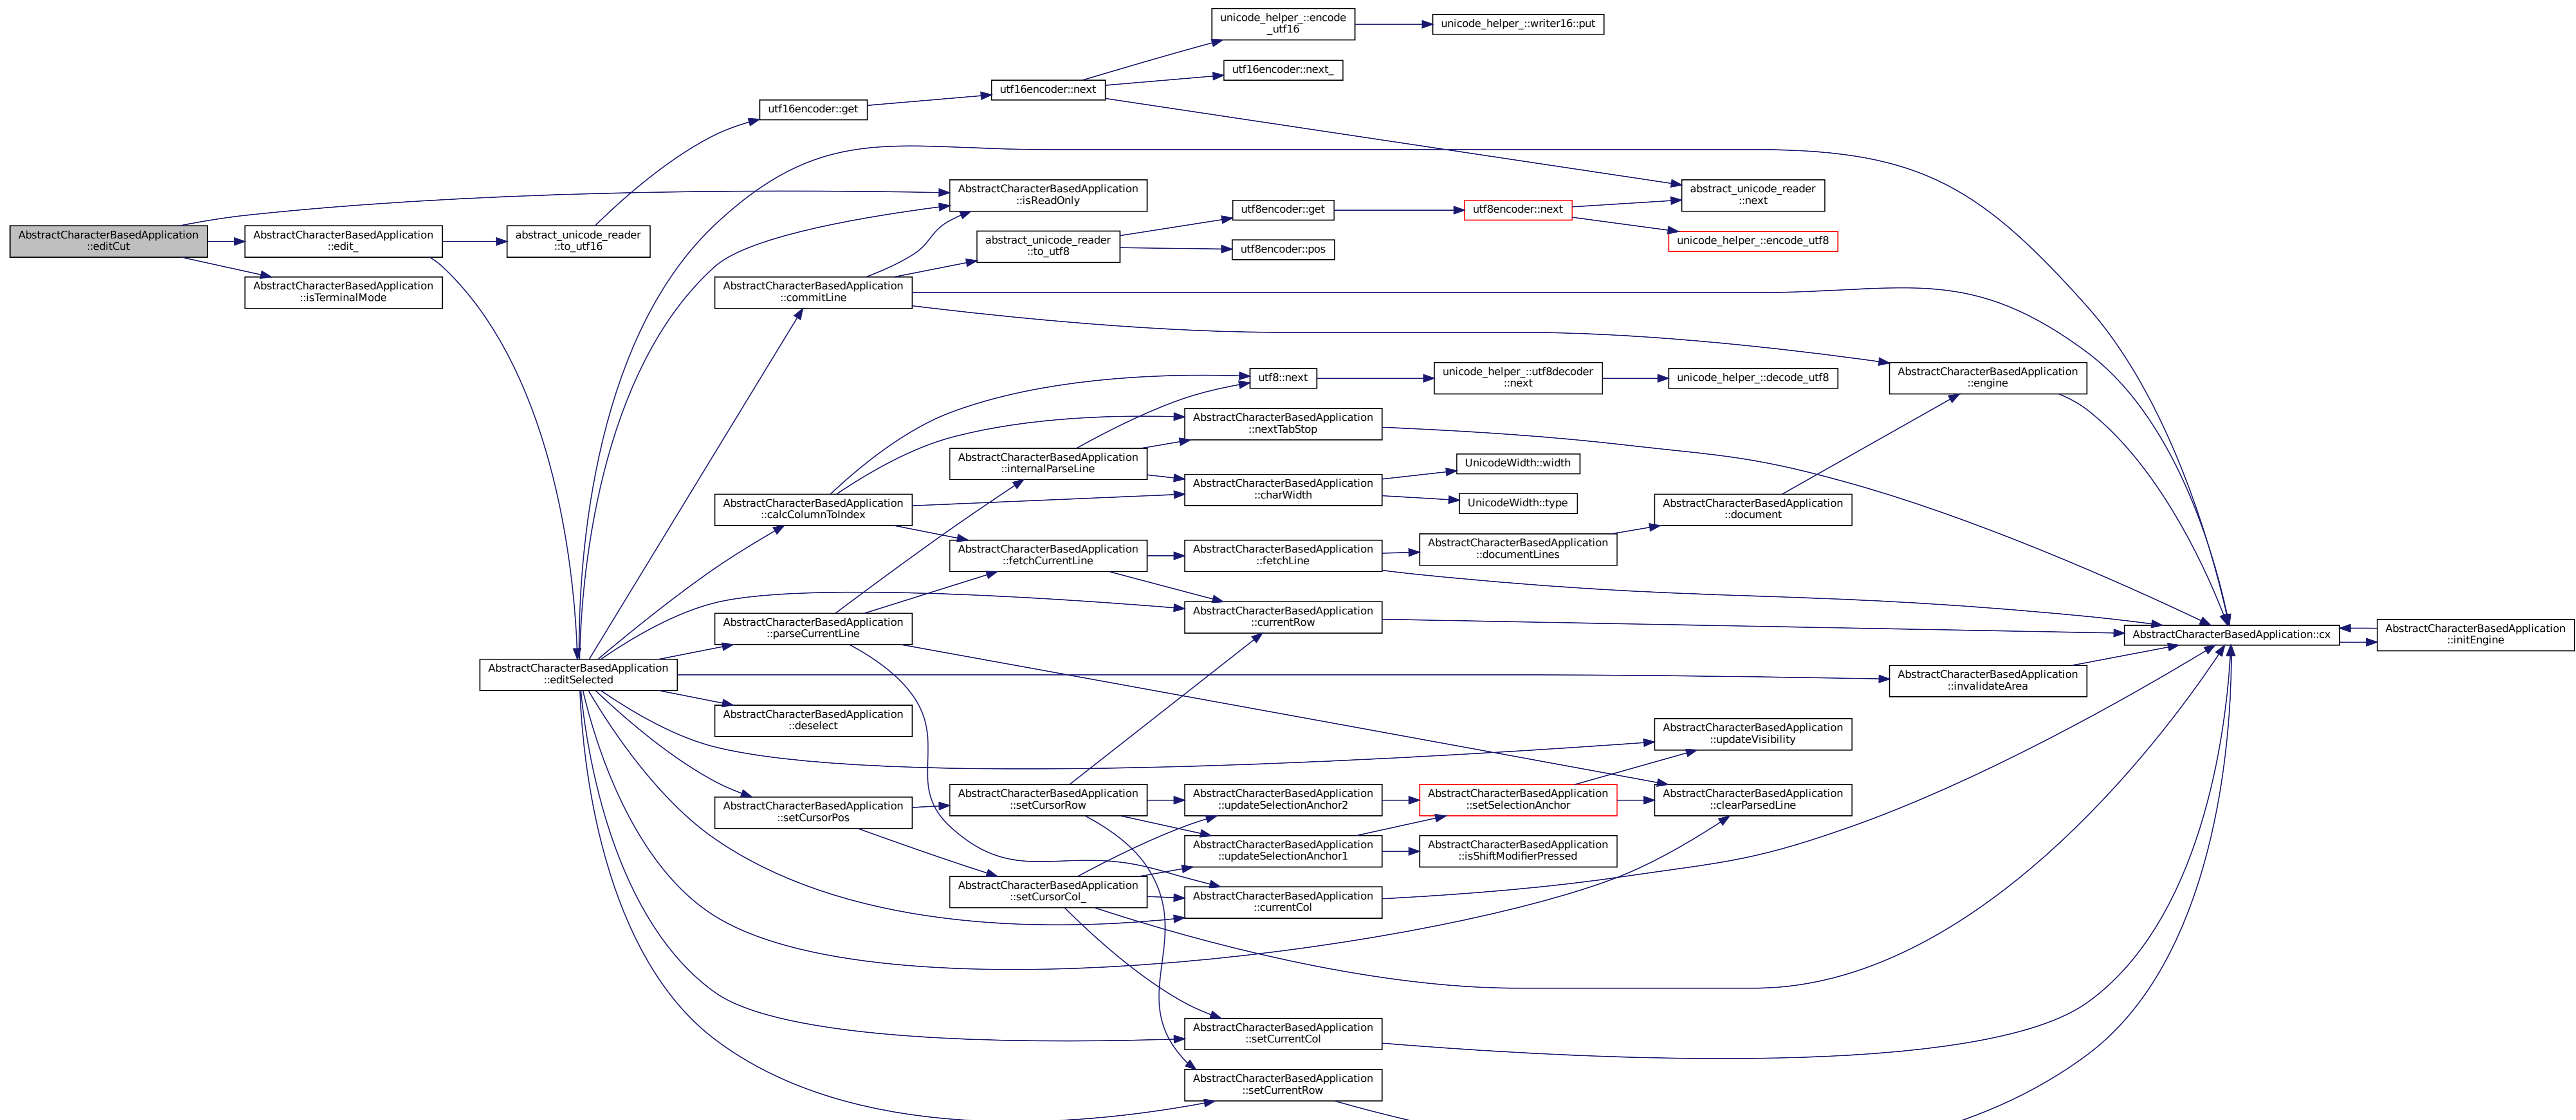 unicode_helper_::encode
_utf16
unicode_helper_::writer16::put
utf16encoder::next_
utf16encoder::next
utf16encoder::get
AbstractCharacterBasedApplication
::isReadOnly
abstract_unicode_reader
::next
utf8encoder::get
utf8encoder::next
AbstractCharacterBasedApplication
::editCut
AbstractCharacterBasedApplication
::edit_
abstract_unicode_reader
::to_utf16
abstract_unicode_reader
::to_utf8
utf8encoder::pos
unicode_helper_::encode_utf8
AbstractCharacterBasedApplication
::isTerminalMode
AbstractCharacterBasedApplication
::commitLine
utf8::next
unicode_helper_::utf8decoder
::next
unicode_helper_::decode_utf8
AbstractCharacterBasedApplication
::engine
AbstractCharacterBasedApplication
::nextTabStop
AbstractCharacterBasedApplication
::internalParseLine
UnicodeWidth::width
AbstractCharacterBasedApplication
::charWidth
UnicodeWidth::type
AbstractCharacterBasedApplication
::calcColumnToIndex
AbstractCharacterBasedApplication
::document
AbstractCharacterBasedApplication
::fetchCurrentLine
AbstractCharacterBasedApplication
::fetchLine
AbstractCharacterBasedApplication
::documentLines
AbstractCharacterBasedApplication
::currentRow
AbstractCharacterBasedApplication
::parseCurrentLine
AbstractCharacterBasedApplication::cx
AbstractCharacterBasedApplication
::initEngine
AbstractCharacterBasedApplication
::editSelected
AbstractCharacterBasedApplication
::invalidateArea
AbstractCharacterBasedApplication
::deselect
AbstractCharacterBasedApplication
::updateVisibility
AbstractCharacterBasedApplication
::setCursorPos
AbstractCharacterBasedApplication
::setCursorRow
AbstractCharacterBasedApplication
::updateSelectionAnchor2
AbstractCharacterBasedApplication
::setSelectionAnchor
AbstractCharacterBasedApplication
::clearParsedLine
AbstractCharacterBasedApplication
::updateSelectionAnchor1
AbstractCharacterBasedApplication
::isShiftModifierPressed
AbstractCharacterBasedApplication
::setCursorCol_
AbstractCharacterBasedApplication
::currentCol
AbstractCharacterBasedApplication
::setCurrentCol
AbstractCharacterBasedApplication
::setCurrentRow